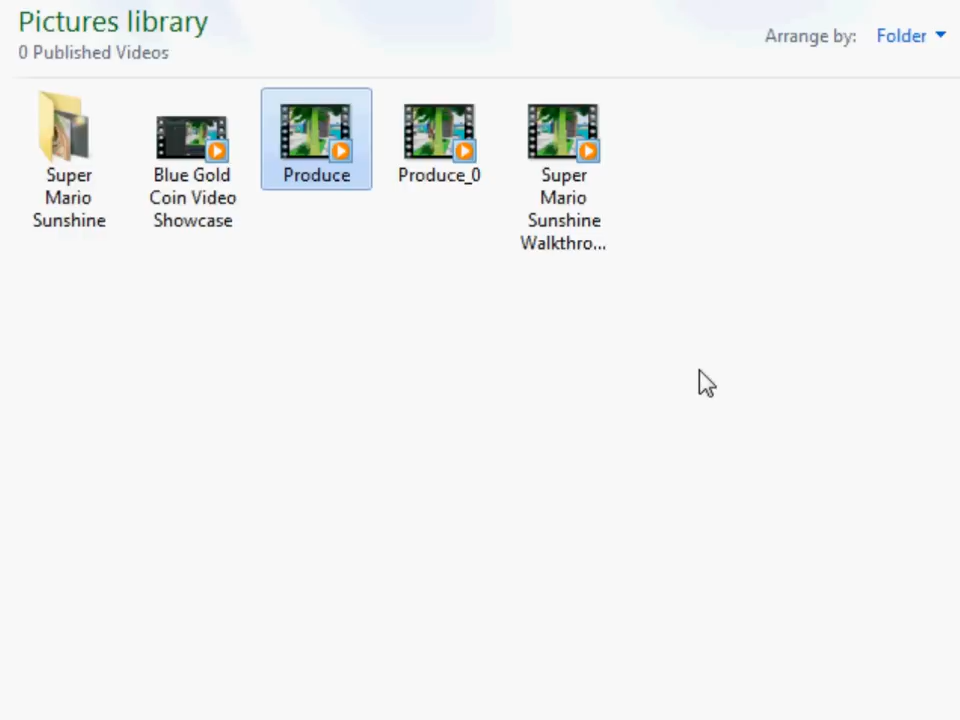 Pictures library
0 Published Videos
Arrange by: Folder
Super
Mario
Sunshine
Blue Gold
Coin Video
Showcase
Produce
Produce_0
Super
Mario
Sunshine
Walkthro...